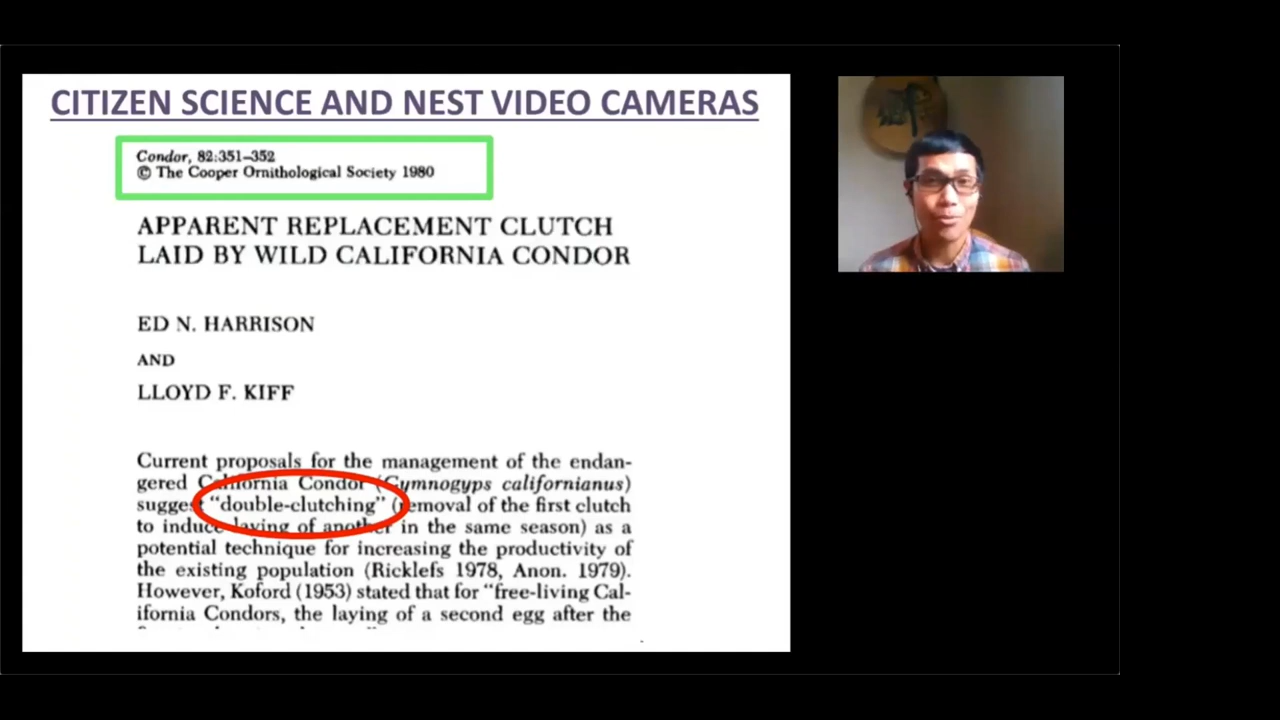 CITIZEN SCIENCE AND NEST VIDEO CAMERAS
Condor, 82:351–352
© The Cooper Ornithological Society 1980
APPARENT REPLACEMENT CLUTCH
LAID BY WILD CALIFORNIA CONDOR
ED N. HARRISON
AND
LLOYD F. KIFF
Current proposals for the management of the endan-
gered California Condor (Gymnogyps californianus)
suggest “double-clutching” (removal of the first clutch
to induce laying of another in the same season) as a
potential technique for increasing the productivity of
the existing population (Ricklefs 1978, Anon. 1979).
However, Koford (1953) stated that for “free-living Cal-
ifornia Condors, the laying of a second egg after the